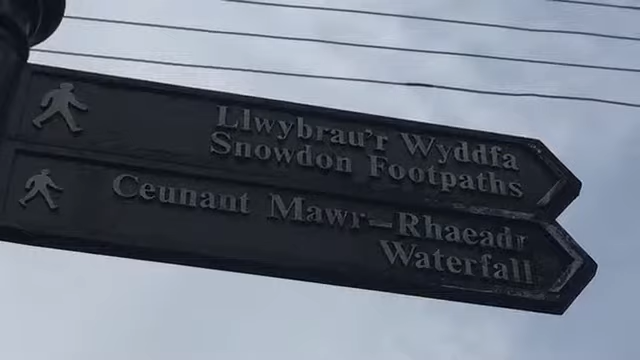 Llwybrau'r Wyddfa
Snowdon Footpaths
Ceunant Mawr-Rhaeadr
Waterfall